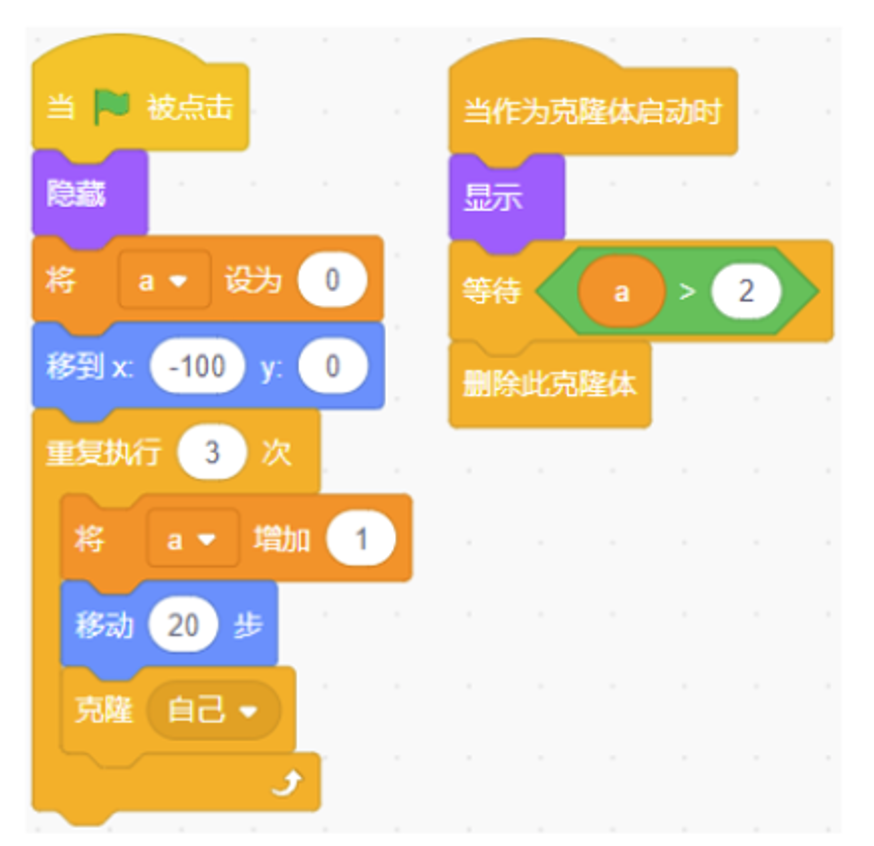 当 被点击
隐藏
将 a 设为 0
移到 x: -100 y: 0
重复执行 3 次
将 a 增加 1
移动 20 步
克隆 自己
当作为克隆体启动时
显示
等待 a > 2
删除此克隆体